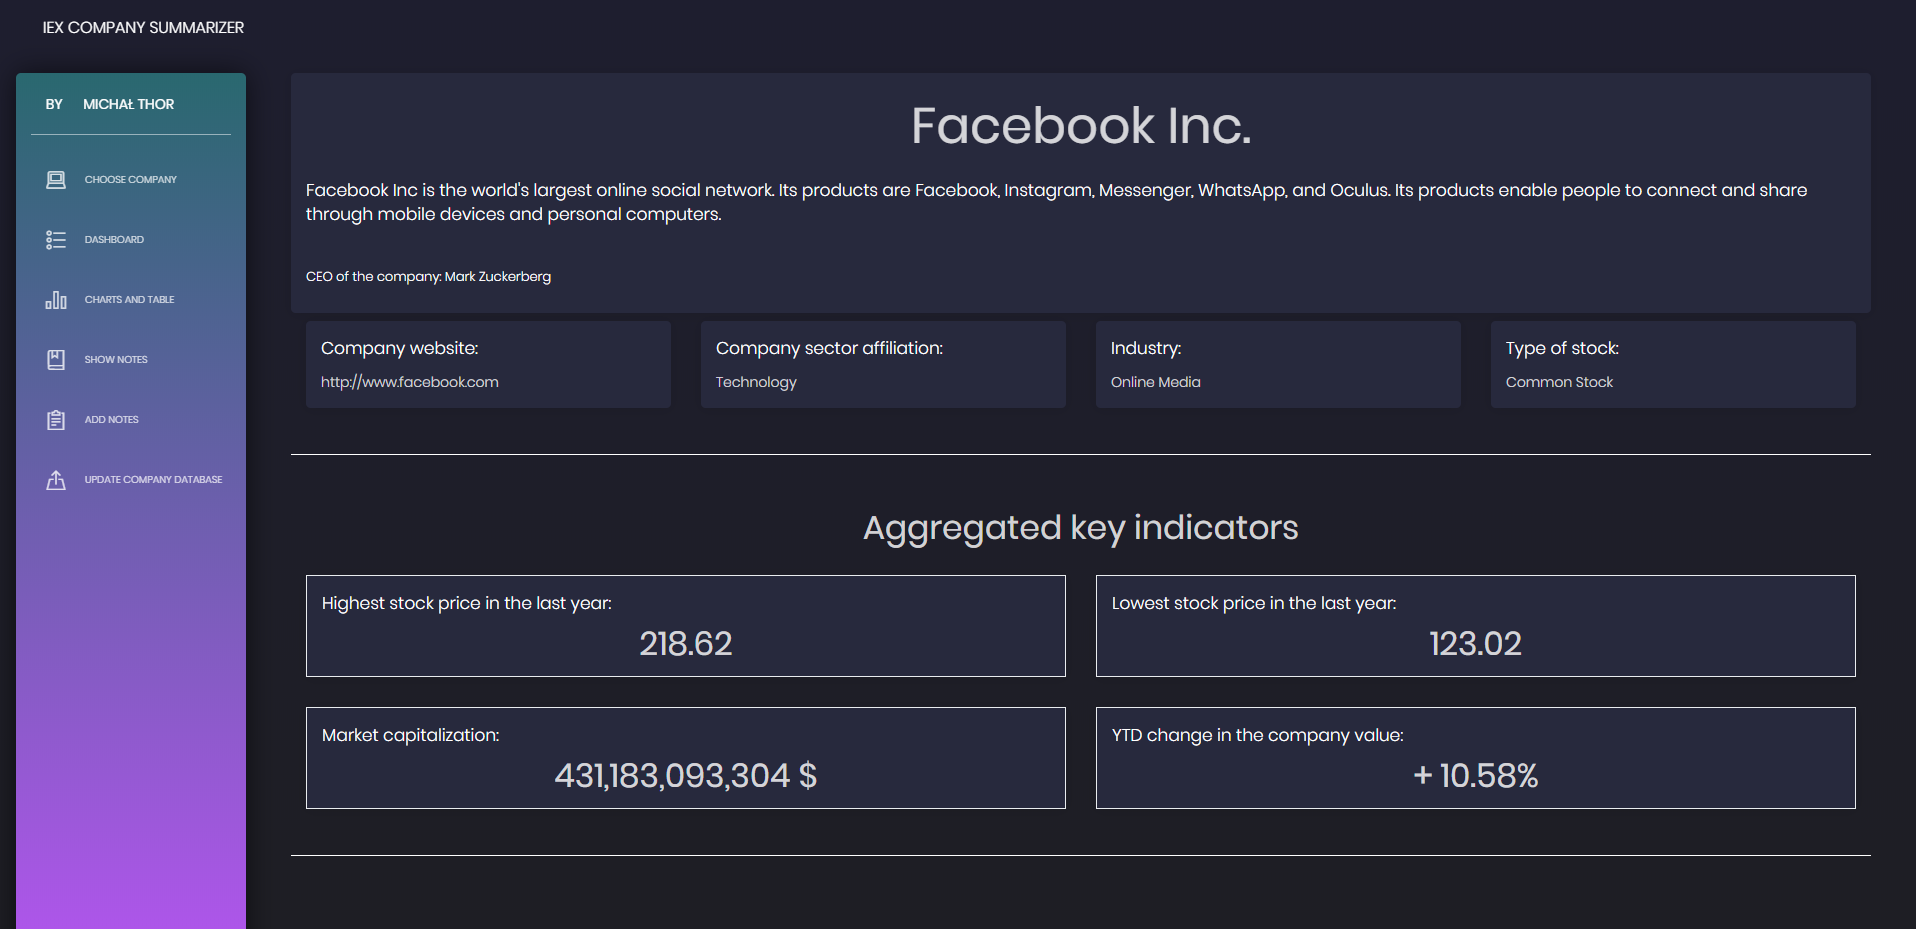 IEX COMPANY SUMMARIZER
BY MICHAŁ THOR
CHOOSE COMPANY
DASHBOARD
CHARTS AND TABLE
SHOW NOTES
ADD NOTES
UPDATE COMPANY DATABASE
Facebook Inc.
Facebook Inc is the world's largest online social network. Its products are Facebook, Instagram, Messenger, WhatsApp, and Oculus. Its products enable people to connect and share
through mobile devices and personal computers.
CEO of the company: Mark Zuckerberg
Company website:
http://www.facebook.com
Company sector affiliation:
Technology
Industry:
Online Media
Type of stock:
Common Stock
Aggregated key indicators
Highest stock price in the last year:
218.62
Lowest stock price in the last year:
123.02
Market capitalization:
431,183,093,304 $
YTD change in the company value:
+ 10.58%